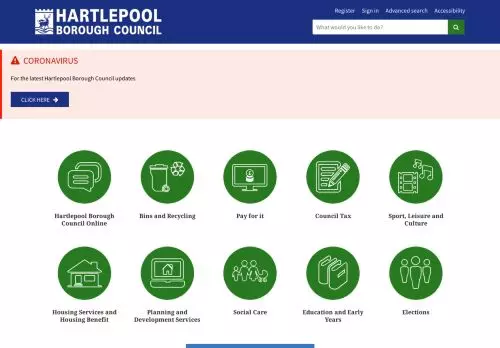 HARTLEPOOL
BOROUGH COUNCIL
Register Sign in Advanced search Accessibility
What would you like to do?
CORONAVIRUS
For the latest Hartlepool Borough Council updates
CLICK HERE
Hartlepool Borough
Council Online
Bins and Recycling
Pay for it
Council Tax
Sport, Leisure and
Culture
Housing Services and
Housing Benefit
Planning and
Development Services
Social Care
Education and Early
Years
Elections